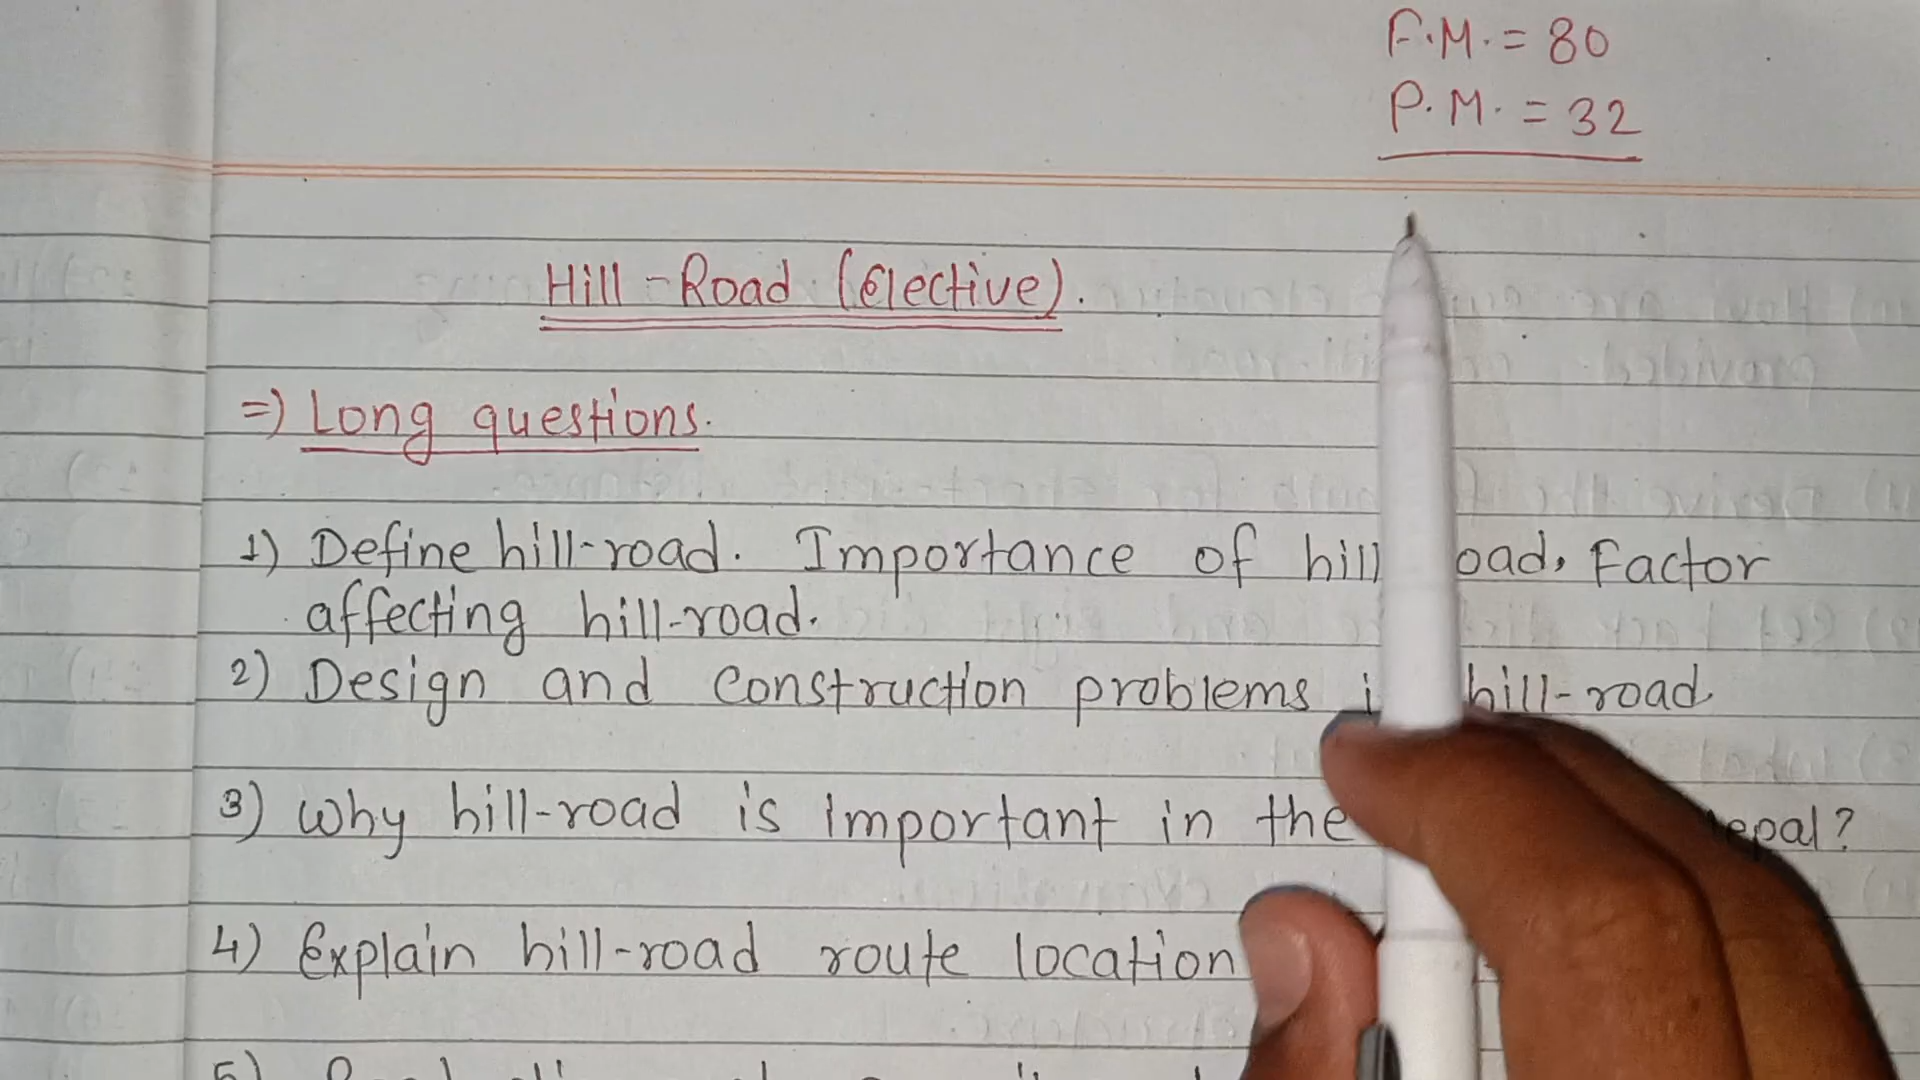 F.M. = 80
P.M. = 32
Hill-Road (Elective).
=) Long questions.
1) Define hill-road. Importance of hill oad, Factor
affecting hill-road.
2) Design and construction problems hill-road
3) Why hill-road is important in the epal?
4) Explain hill-road route location
5)